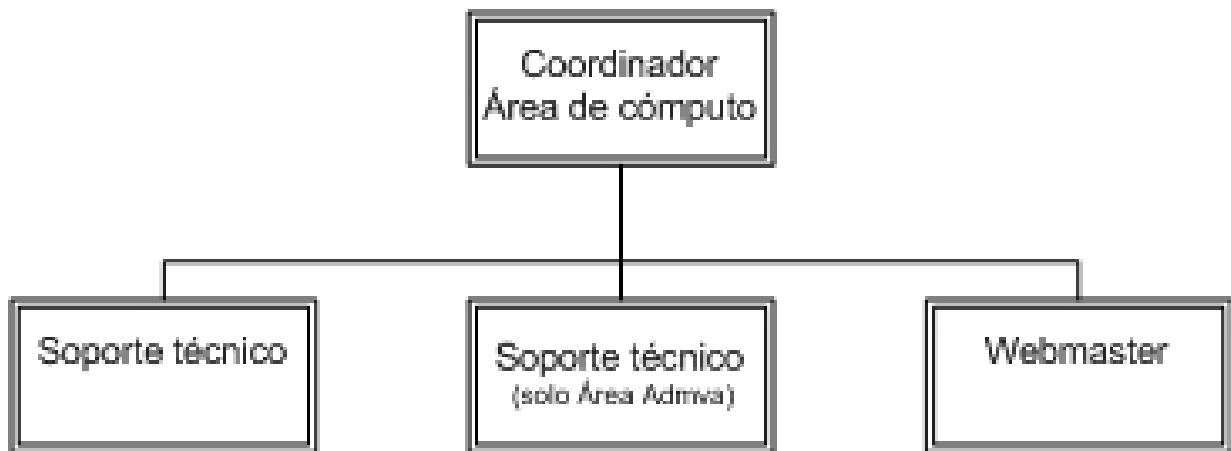 Coordinador
Área de cómputo
Soporte técnico
Soporte técnico
(solo Área Admva)
Webmaster